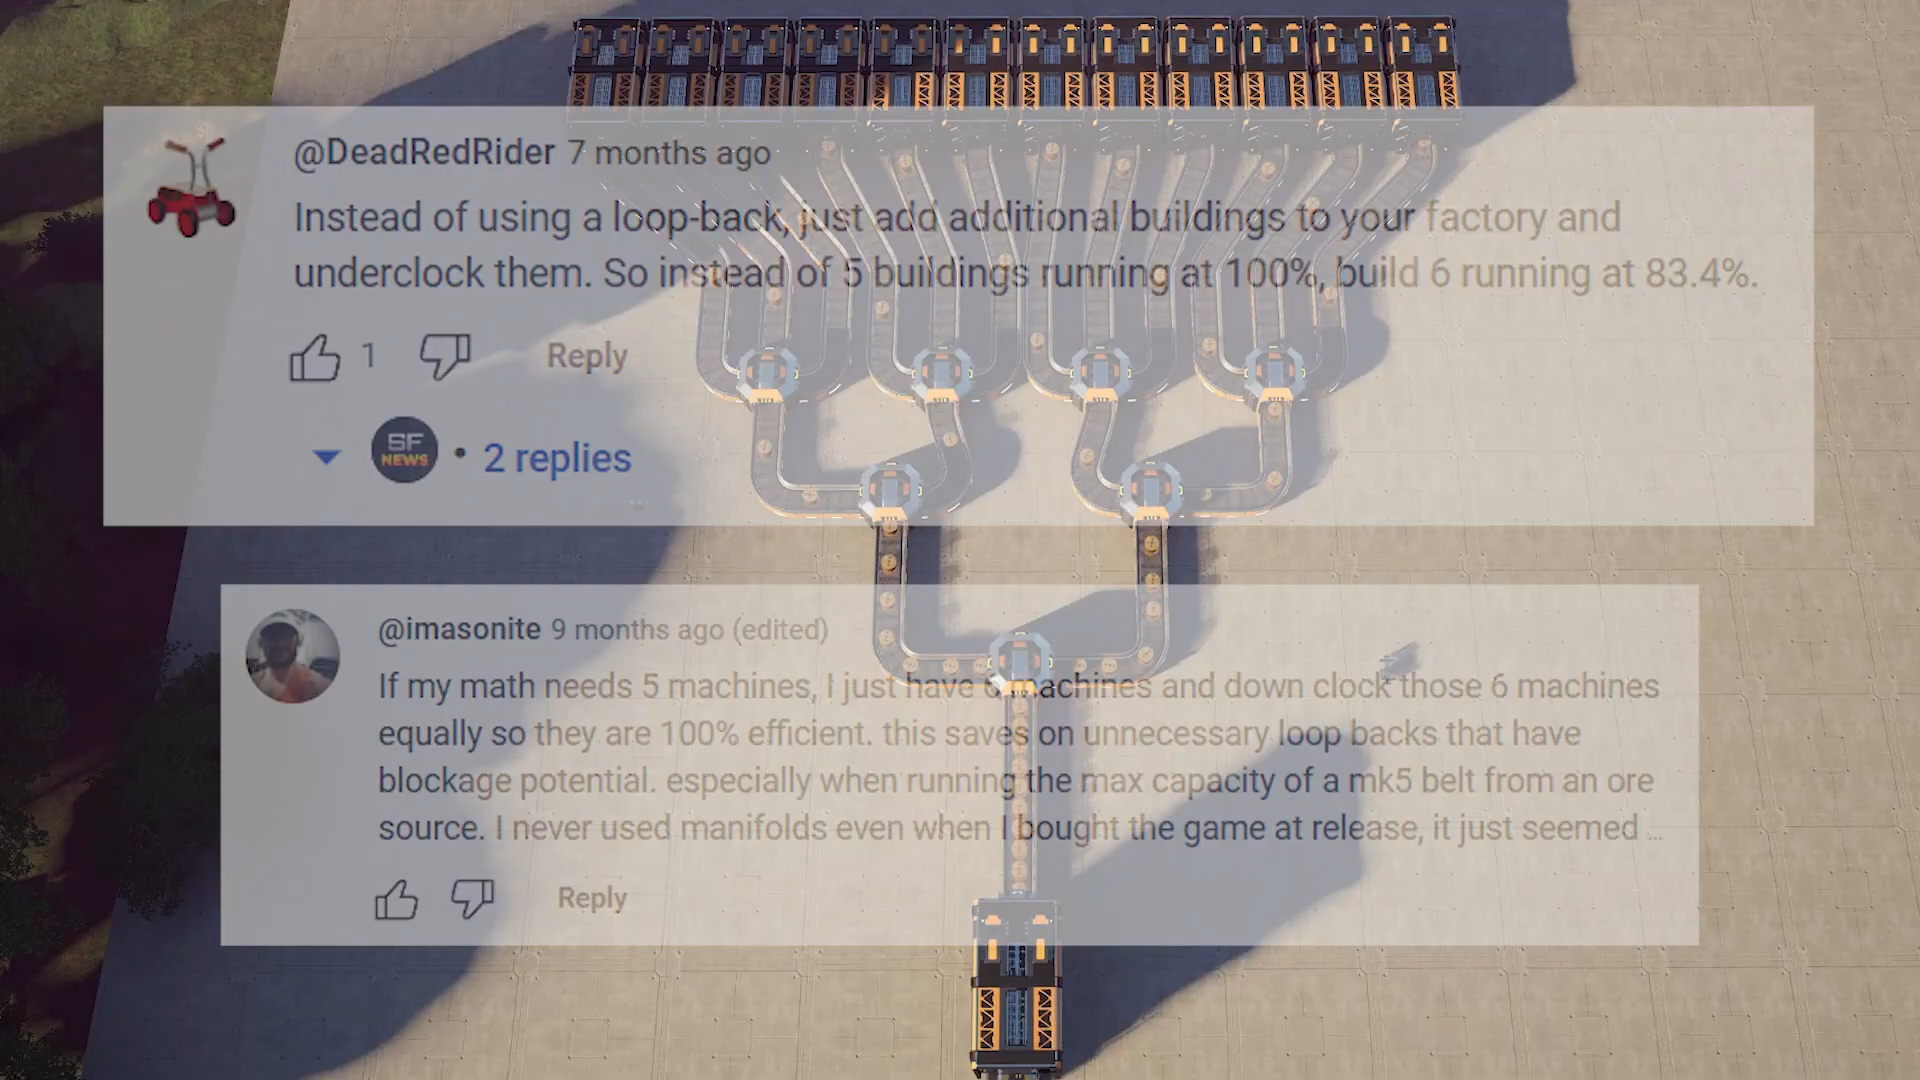 @DeadRedRider 7 months ago
Instead of using a loop-back, just add additional buildings to your factory and
underclock them. So instead of 5 buildings running at 100%, build 6 running at 83.4%.
1 Reply
SF NEWS • 2 replies
@imasonite 9 months ago (edited)
If my math needs 5 machines, I just have 6 machines and down clock those 6 machines
equally so they are 100% efficient. this saves on unnecessary loop backs that have
blockage potential. especially when running the max capacity of a mk5 belt from an ore
source. I never used manifolds even when I bought the game at release, it just seemed ...
Reply